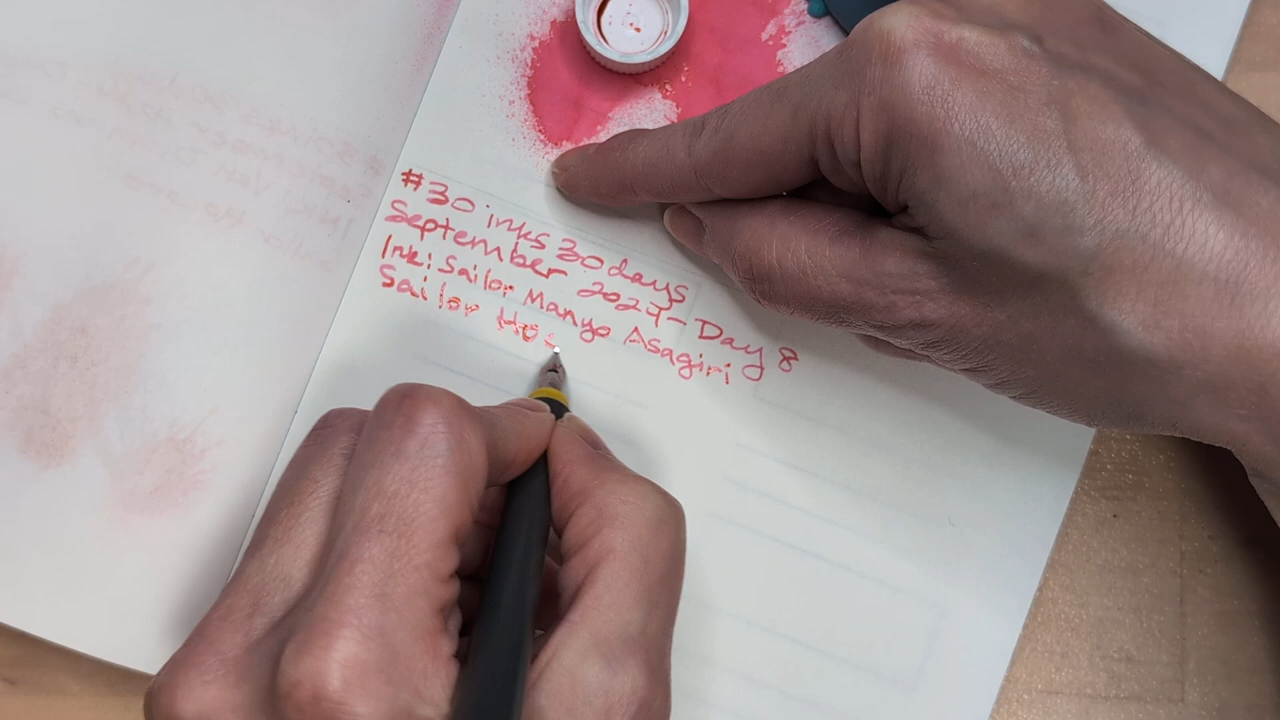 #30 inks 30 days
September 2024 - Day 8
Ink: Sailor Manyo Asagiri
Sailor Ho